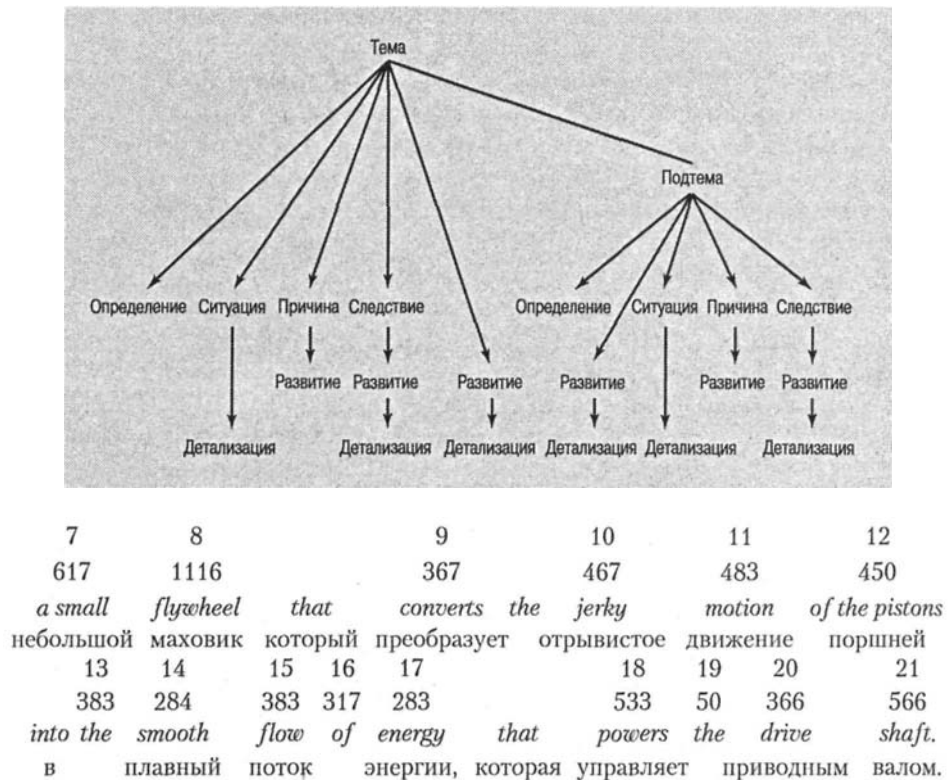 Тема
Подтема
Определение Ситуация Причина Следствие Определение Ситуация Причина Следствие
Развитие Развитие Развитие Развитие Развитие Развитие
Детализация Детализация Детализация Детализация Детализация Детализация
7 8 9 10 11 12
617 1116 367 467 483 450
a small flywheel that converts the jerky motion of the pistons
небольшой маховик который преобразует отрывистое движение поршней
13 14 15 16 17 18 19 20 21
383 284 383 317 283 533 50 366 566
into the smooth flow of energy that powers the drive shaft.
в плавный поток энергии, которая управляет приводным валом.